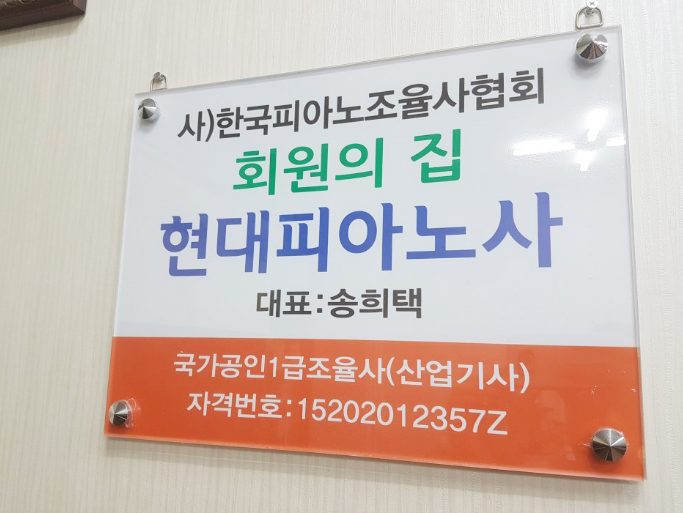 사)한국피아노조율사협회
회원의 집
현대피아노사
대표:송희택
국가공인1급조율사(산업기사)
자격번호:15202012357Z